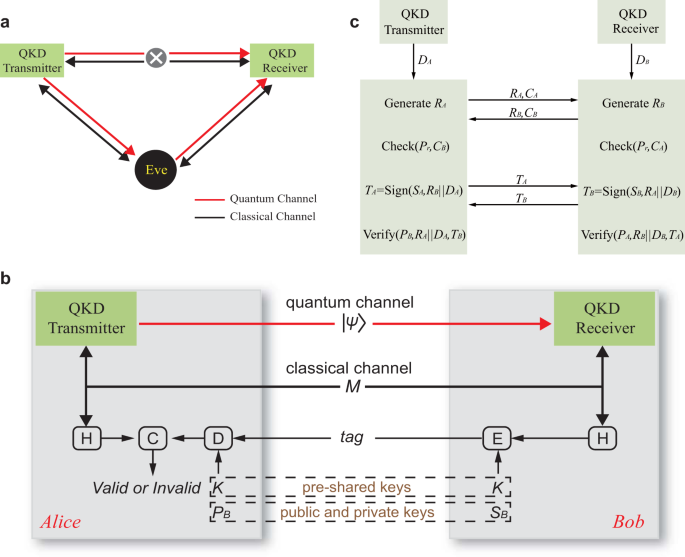 a
QKD
Transmitter
QKD
Receiver
Eve
Quantum Channel
Classical Channel
c
QKD
Transmitter
QKD
Receiver
D_A
D_B
Generate R_A
R_A,C_A
Generate R_B
R_B,C_B
Check(P_r,C_B)
Check(P_r,C_A)
T_A=Sign(S_A,R_B||D_A)
T_A
T_B=Sign(S_B,R_A||D_B)
T_B
Verify(P_B,R_A||D_A,T_B)
Verify(P_A,R_B||D_B,T_A)
b
QKD
Transmitter
quantum channel
|ψ⟩
QKD
Receiver
classical channel
M
H
C
D
tag
E
H
Valid or Invalid
K
pre-shared keys
K
P_B
public and private keys
S_B
Alice
Bob